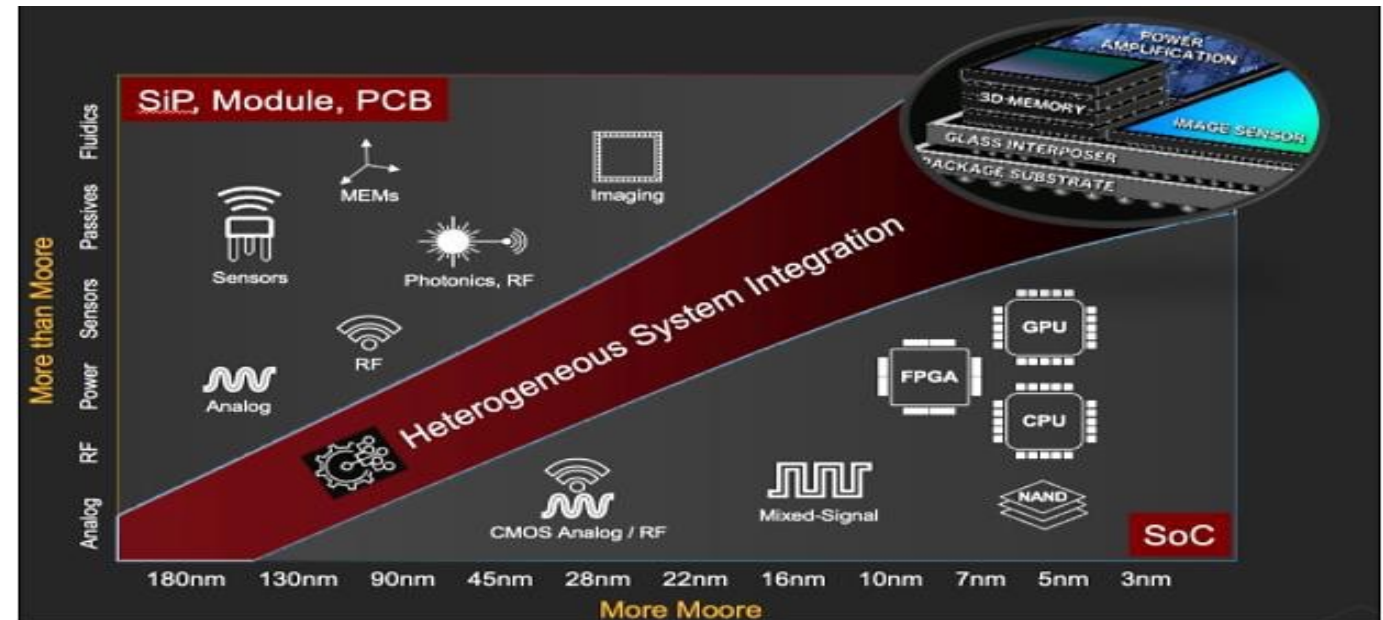 POWER
AMPLIFICATION
3D MEMORY
IMAGE SENSOR
GLASS INTERPOSER
PACKAGE SUBSTRATE
SiP, Module, PCB
MEMs
Imaging
Sensors
Photonics, RF
RF
Analog
Heterogeneous System Integration
GPU
FPGA
CPU
CMOS Analog / RF
Mixed-Signal
NAND
SoC
More than Moore
Fluidics
Passives
Sensors
Power
RF
Analog
180nm 130nm 90nm 45nm 28nm 22nm 16nm 10nm 7nm 5nm 3nm
More Moore